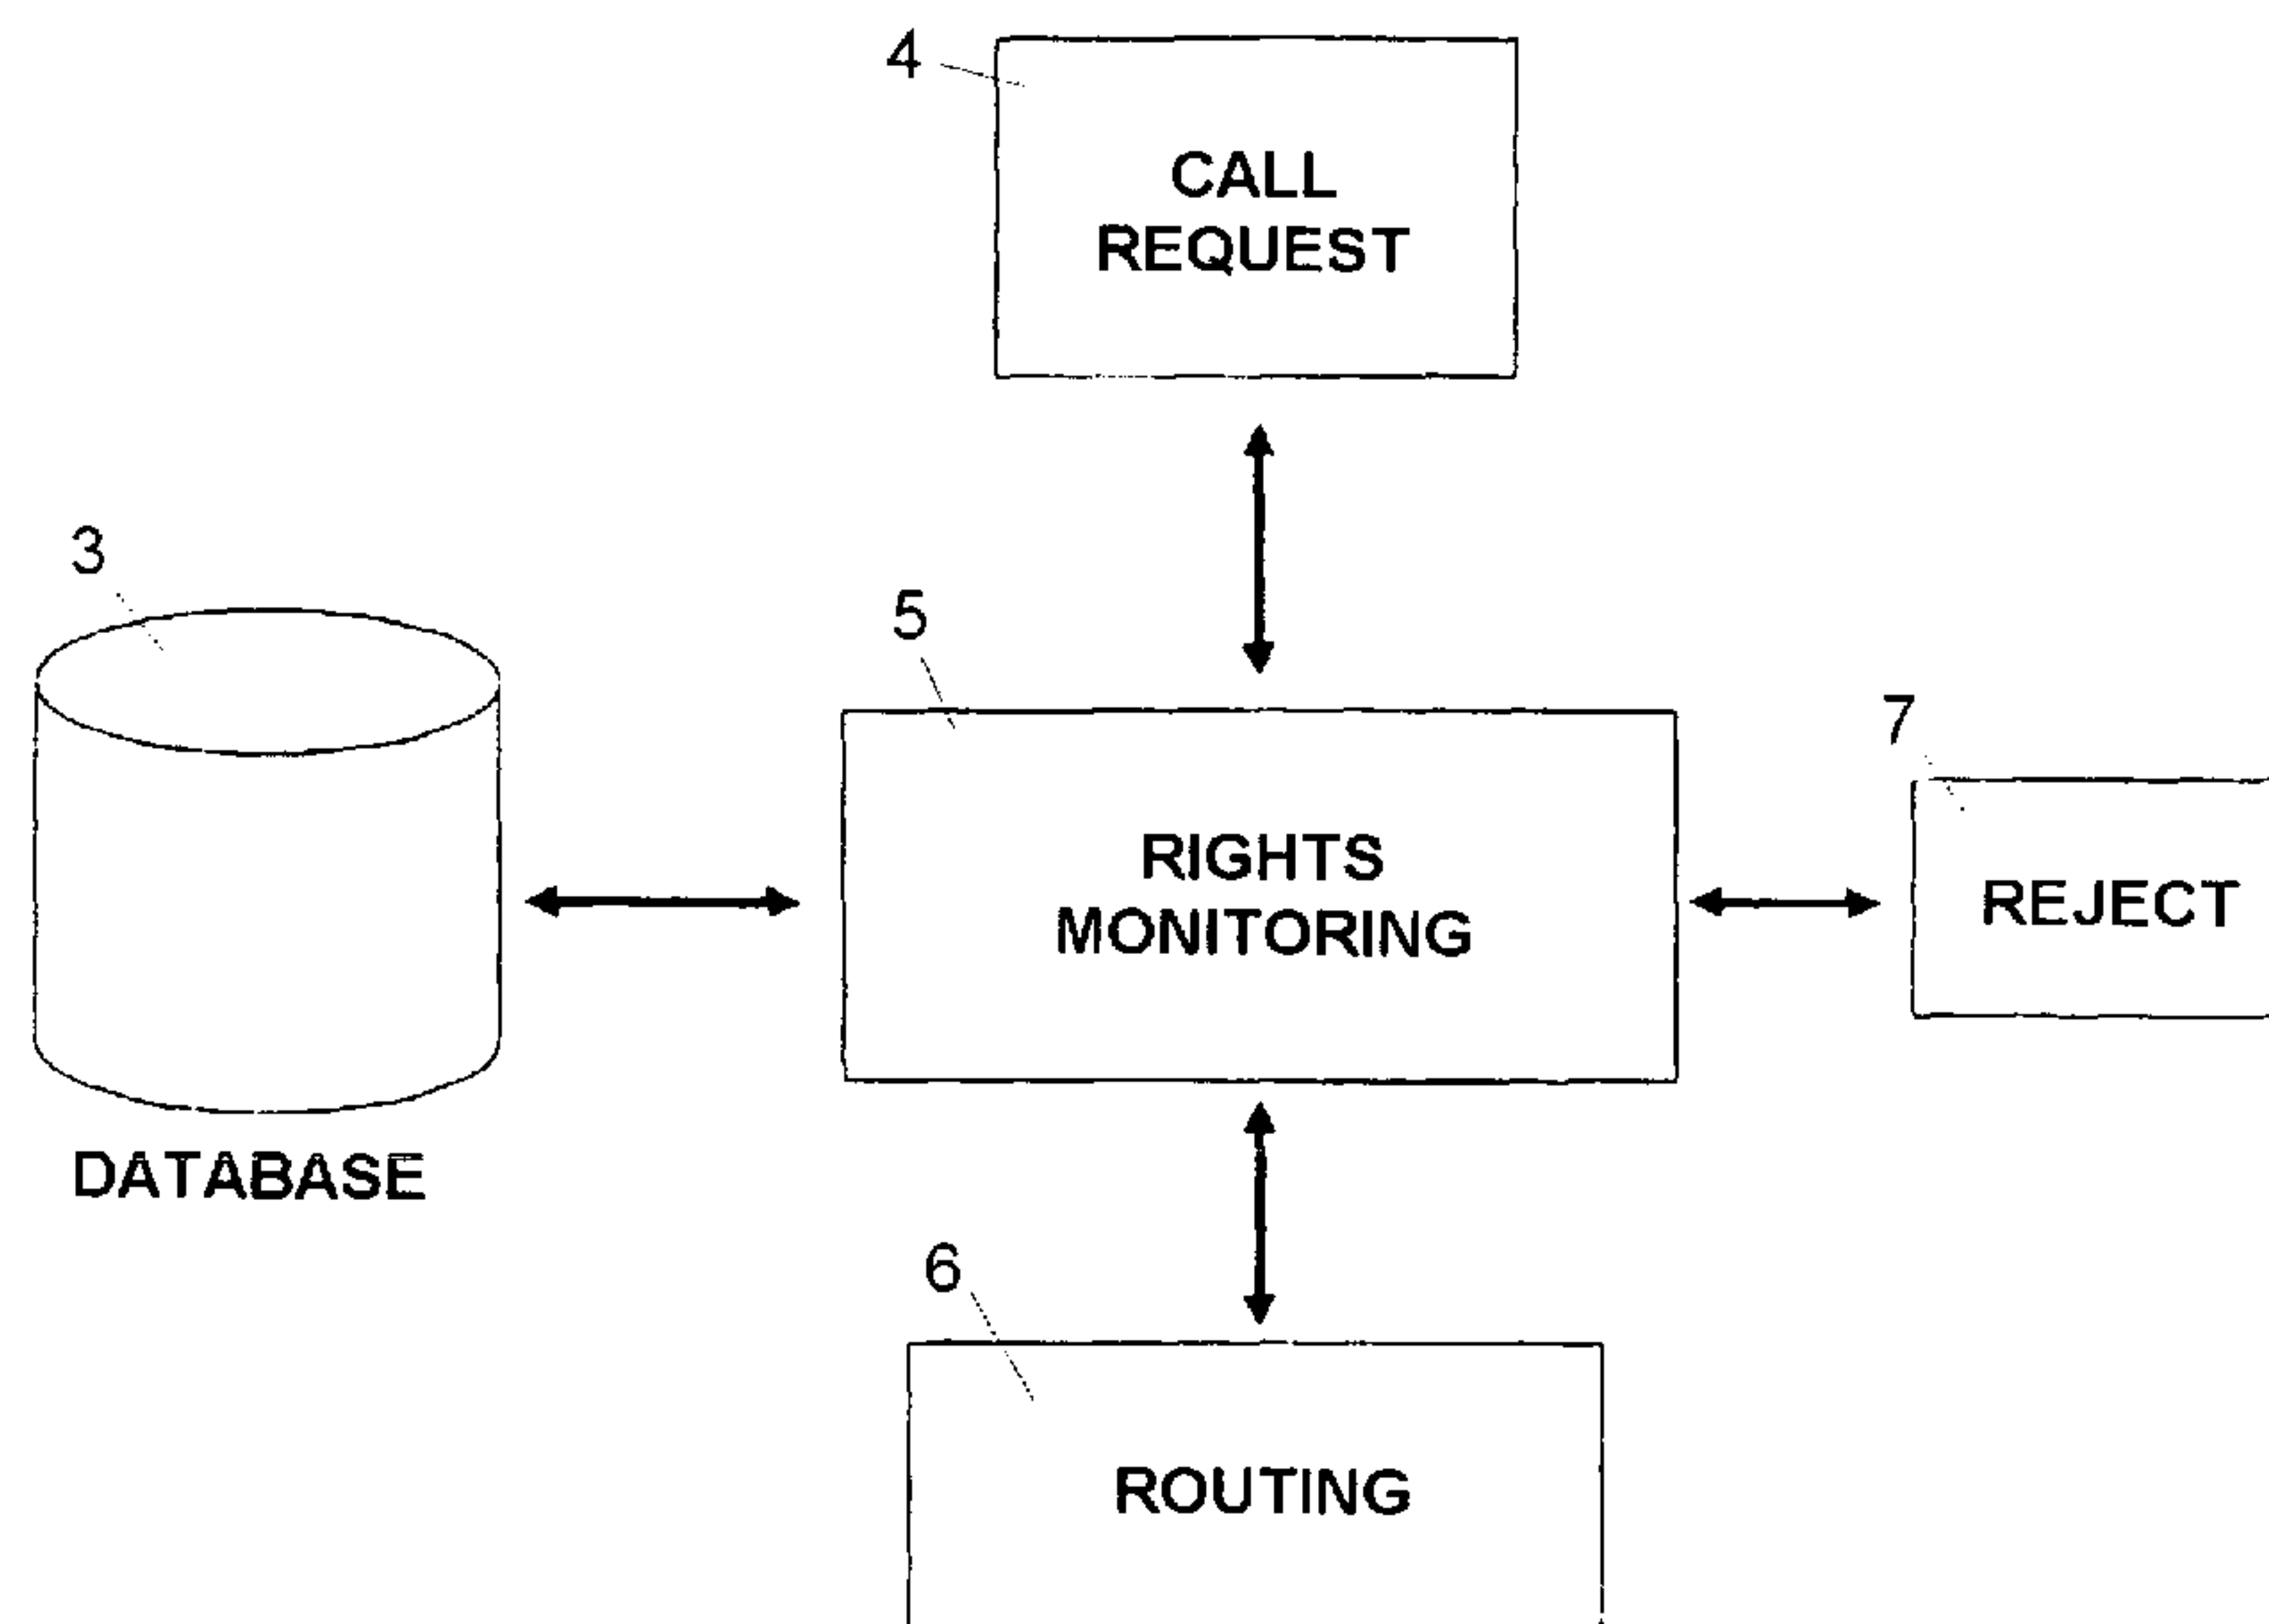 4
CALL
REQUEST
3
5
7
RIGHTS
MONITORING
REJECT
DATABASE
6
ROUTING